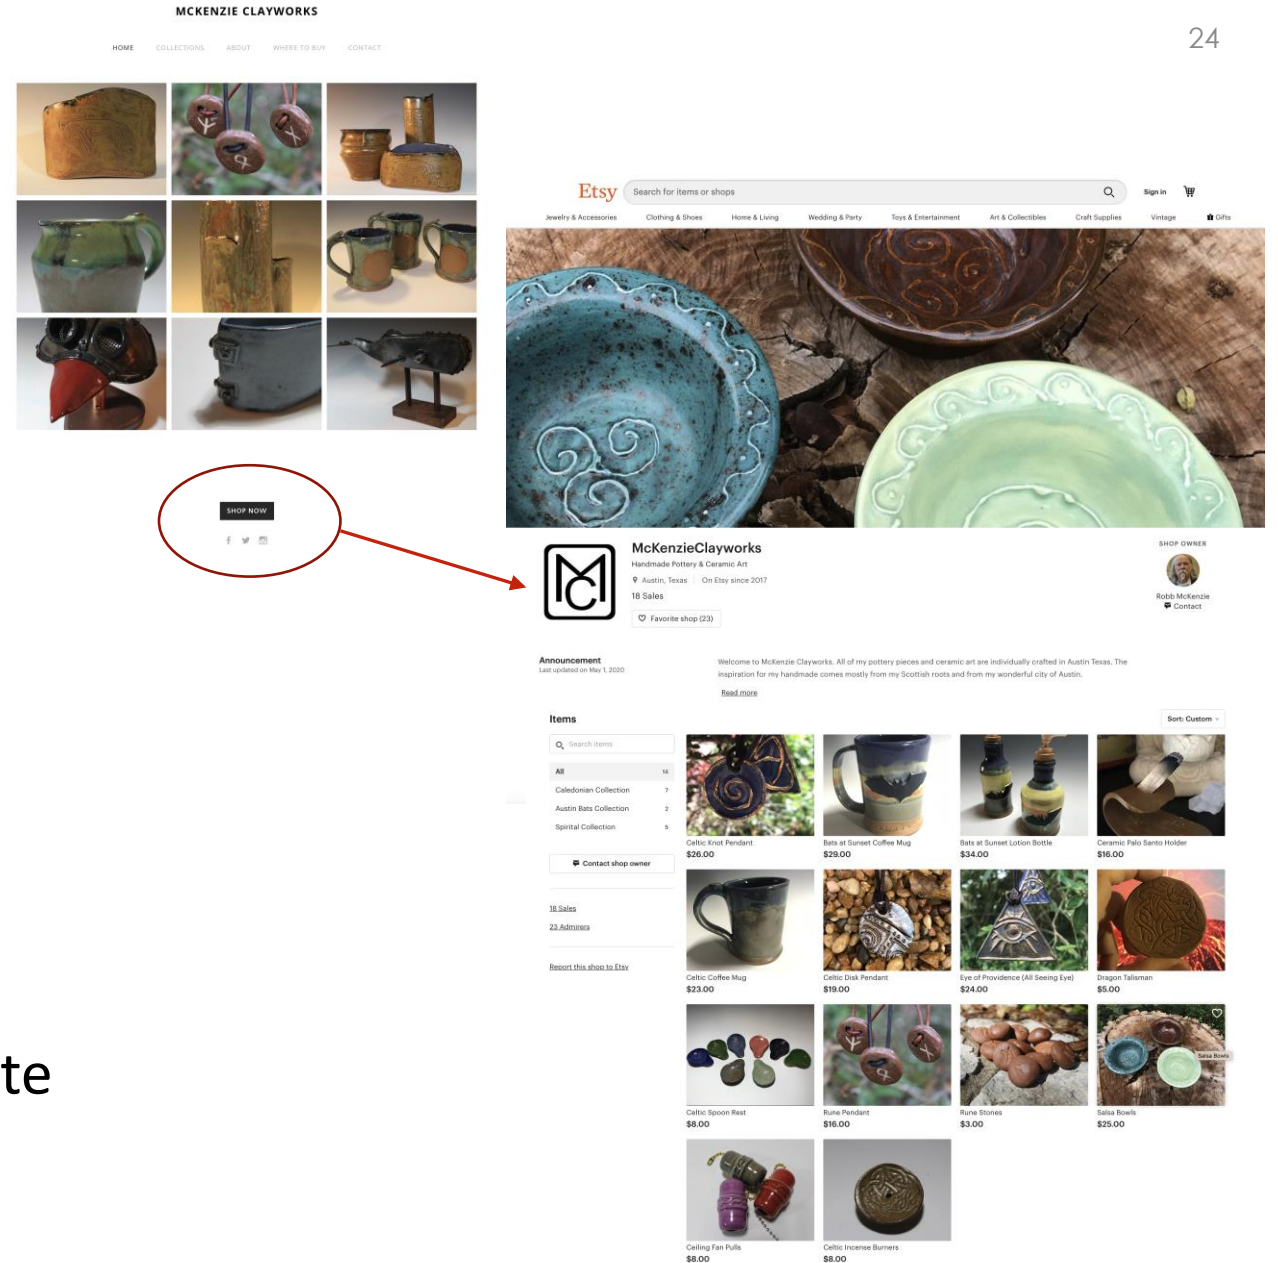 24
MCKENZIE CLAYWORKS
HOME COLLECTIONS ABOUT WHERE TO BUY CONTACT
SHOP NOW
te
Etsy Search for items or shops Sign in
Jewelry & Accessories Clothing & Shoes Home & Living Wedding & Party Toys & Entertainment Art & Collectibles Craft Supplies Vintage Gifts
MC
McKenzieClayworks
Handmade Pottery & Ceramic Art
Austin, Texas On Etsy since 2017
18 Sales
Favorite shop (23)
SHOP OWNER
Robb McKenzie
Contact
Announcement
Last updated on May 1, 2020
Welcome to McKenzie Clayworks. All of my pottery pieces and ceramic art are individually crafted in Austin Texas. The
inspiration for my handmade comes mostly from my Scottish roots and from my wonderful city of Austin.
Read more
Items
Sort: Custom
Search items
All 14
Caledonian Collection 7
Austin Bats Collection 2
Spirital Collection 5
Contact shop owner
18 Sales
23 Admirers
Report this shop to Etsy
Celtic Knot Pendant Bats at Sunset Coffee Mug Bats at Sunset Lotion Bottle Ceramic Palo Santo Holder
$26.00 $29.00 $34.00 $16.00
Celtic Coffee Mug Celtic Disk Pendant Eye of Providence (All Seeing Eye) Dragon Talisman
$23.00 $19.00 $24.00 $5.00
Salsa Bowls
Celtic Spoon Rest Rune Pendant Rune Stones Salsa Bowls
$8.00 $16.00 $3.00 $25.00
Ceiling Fan Pulls Celtic Incense Burners
$8.00 $8.00